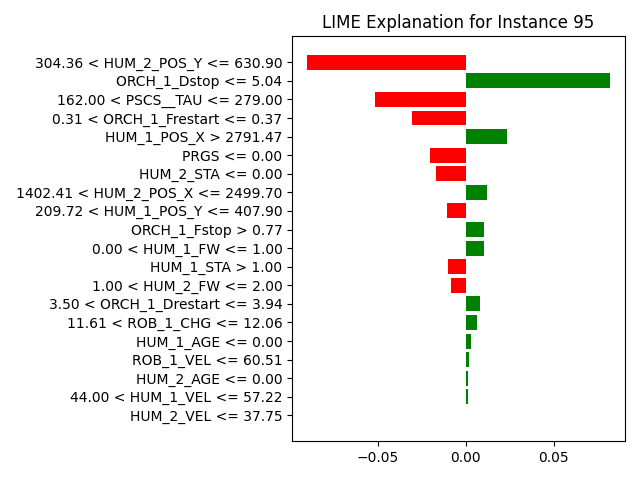 LIME Explanation for Instance 95
304.36 < HUM_2_POS_Y <= 630.90
ORCH_1_Dstop <= 5.04
162.00 < PSCS__TAU <= 279.00
0.31 < ORCH_1_Frestart <= 0.37
HUM_1_POS_X > 2791.47
PRGS <= 0.00
HUM_2_STA <= 0.00
1402.41 < HUM_2_POS_X <= 2499.70
209.72 < HUM_1_POS_Y <= 407.90
ORCH_1_Fstop > 0.77
0.00 < HUM_1_FW <= 1.00
HUM_1_STA > 1.00
1.00 < HUM_2_FW <= 2.00
3.50 < ORCH_1_Drestart <= 3.94
11.61 < ROB_1_CHG <= 12.06
HUM_1_AGE <= 0.00
ROB_1_VEL <= 60.51
HUM_2_AGE <= 0.00
44.00 < HUM_1_VEL <= 57.22
HUM_2_VEL <= 37.75
−0.05 0.00 0.05